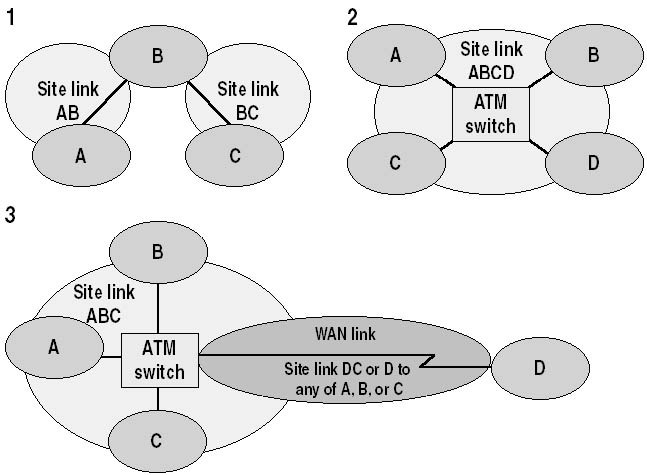 1
B
Site link
AB
Site link
BC
A
C
2
A
Site link
ABCD
B
ATM
switch
C
D
3
B
Site link
ABC
A
ATM
switch
WAN link
Site link DC or D to
any of A, B, or C
D
C